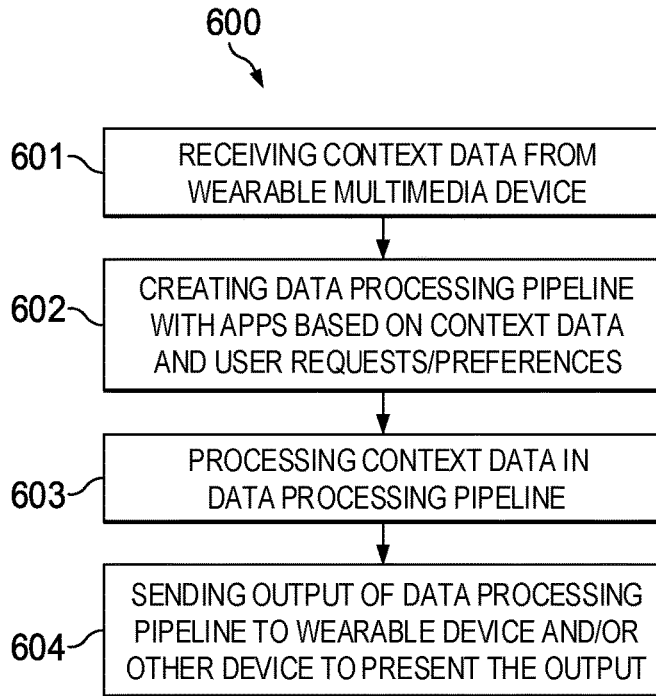 600
601
RECEIVING CONTEXT DATA FROM
WEARABLE MULTIMEDIA DEVICE
602
CREATING DATA PROCESSING PIPELINE
WITH APPS BASED ON CONTEXT DATA
AND USER REQUESTS/PREFERENCES
603
PROCESSING CONTEXT DATA IN
DATA PROCESSING PIPELINE
604
SENDING OUTPUT OF DATA PROCESSING
PIPELINE TO WEARABLE DEVICE AND/OR
OTHER DEVICE TO PRESENT THE OUTPUT